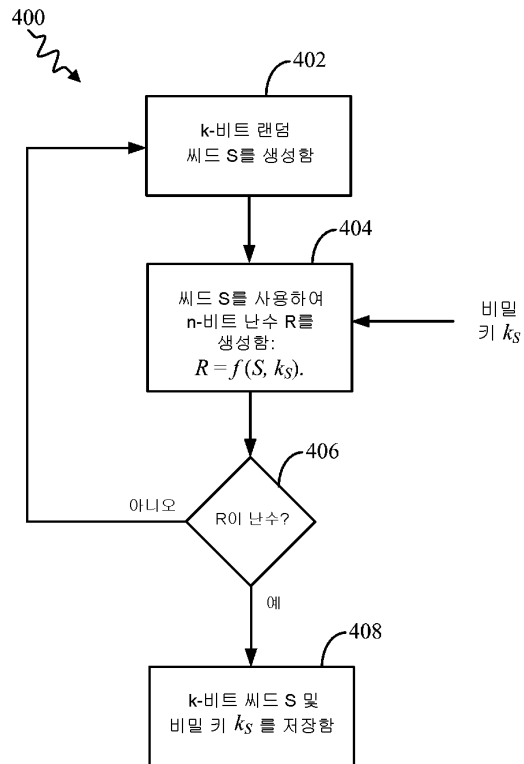 400
402
k-비트 랜덤
씨드 S를 생성함
404
씨드 S를 사용하여
n-비트 난수 R를
생성함:
R = f (S, kS).
비밀
키 kS
406
아니오
R이 난수?
예
408
k-비트 씨드 S 및
비밀 키 kS 를 저장함